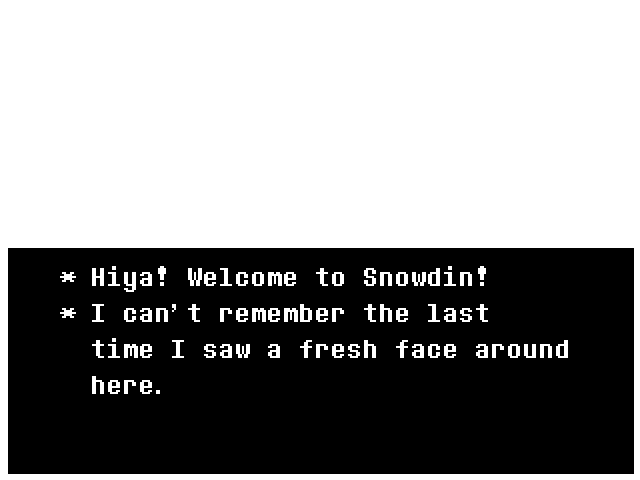 * Hiya! Welcome to Snowdin!
* I can't remember the last
time I saw a fresh face around
here.